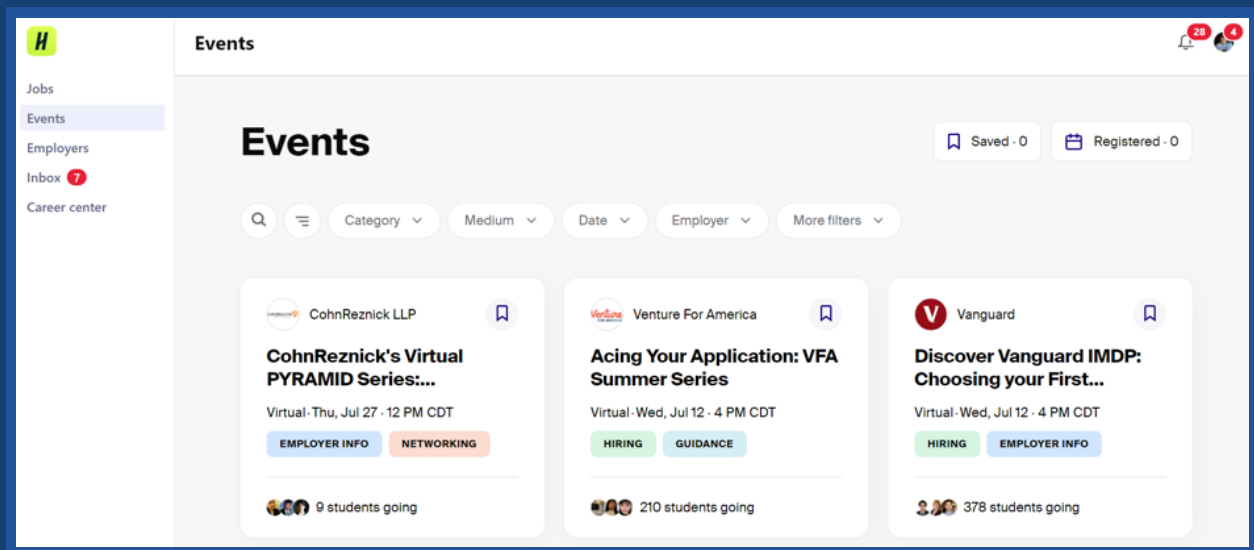 H
Events
28
4
Jobs
Events
Employers
Inbox 7
Career center
Events
Saved · 0
Registered · 0
Category
Medium
Date
Employer
More filters
CohnReznick LLP
CohnReznick's Virtual
PYRAMID Series:...
Virtual · Thu, Jul 27 · 12 PM CDT
EMPLOYER INFO NETWORKING
9 students going
Venture
Venture For America
Acing Your Application: VFA
Summer Series
Virtual · Wed, Jul 12 · 4 PM CDT
HIRING GUIDANCE
210 students going
V
Vanguard
Discover Vanguard IMDP:
Choosing your First...
Virtual · Wed, Jul 12 · 4 PM CDT
HIRING EMPLOYER INFO
378 students going